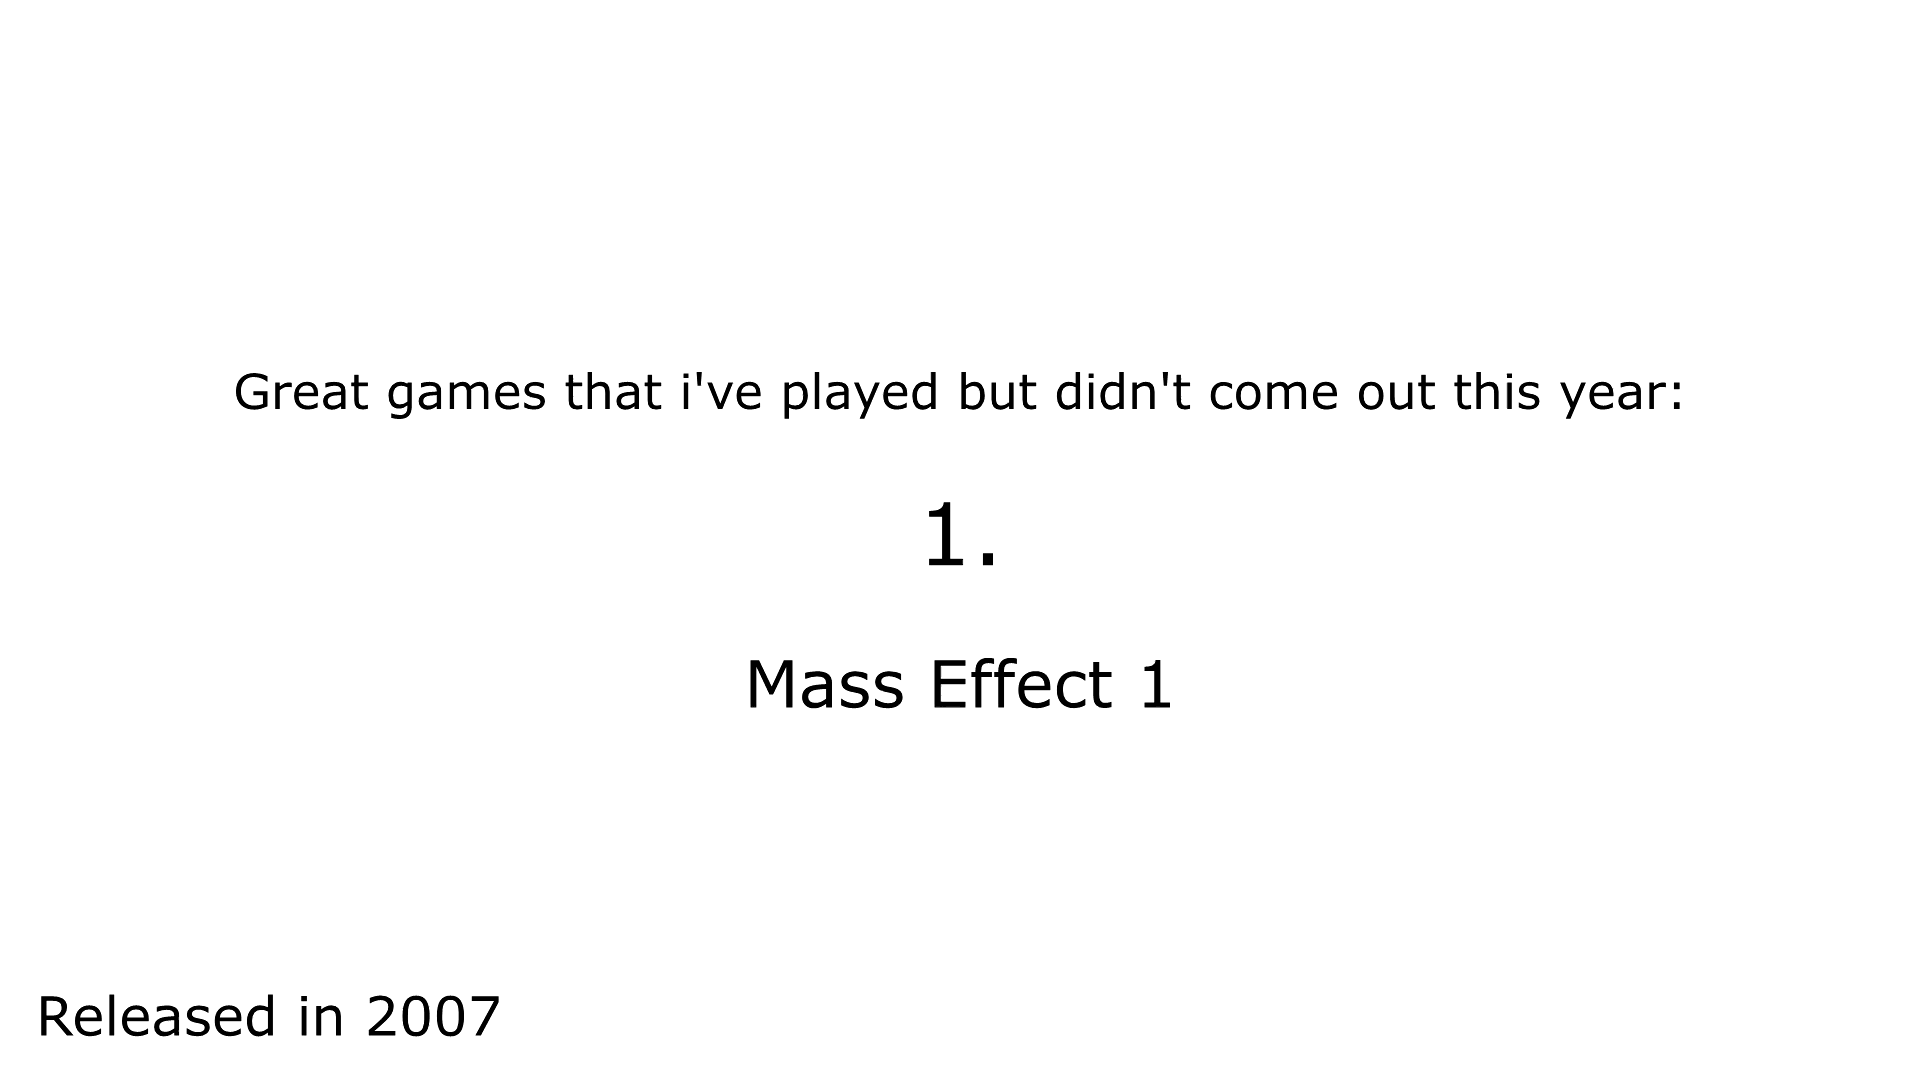 Great games that i've played but didn't come out this year:
1.
Mass Effect 1
Released in 2007